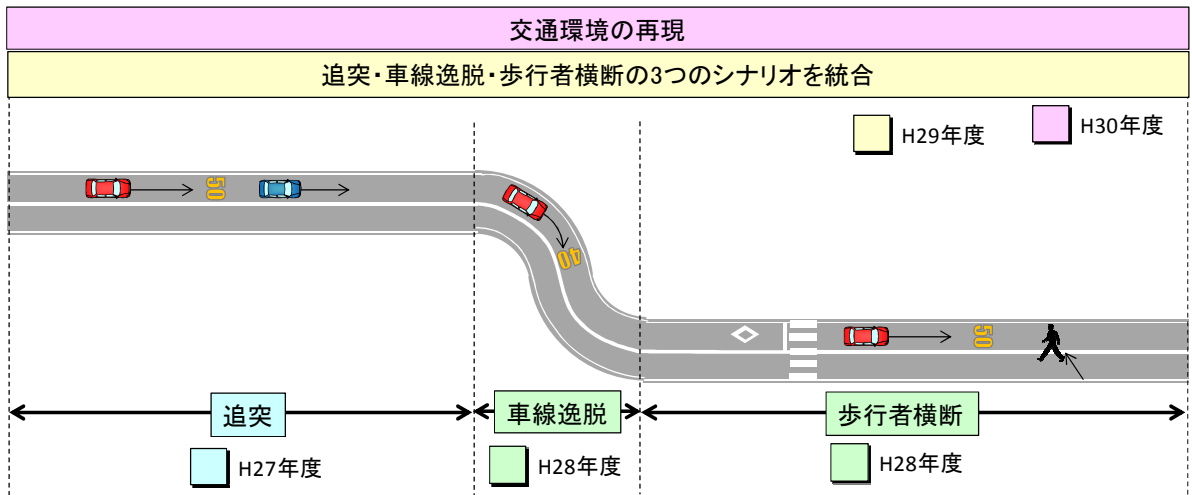 交通環境の再現
追突・車線逸脱・歩行者横断の3つのシナリオを統合
H29年度
H30年度
50
40
50
追突
車線逸脱
歩行者横断
H27年度
H28年度
H28年度